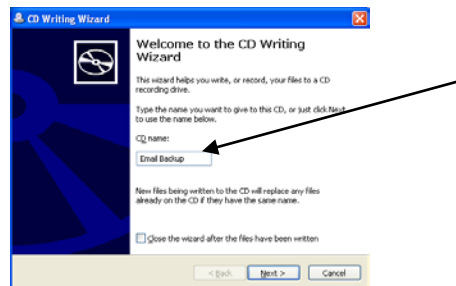 CD Writing Wizard
Welcome to the CD Writing
Wizard
This wizard helps you write, or record, your files to a CD
recording drive.
Type the name you want to give to this CD, or just click Next
to use the name below.
CD name:
Email Backup
New files being written to the CD will replace any files
already on the CD if they have the same name.
Close the wizard after the files have been written
< Back
Next >
Cancel